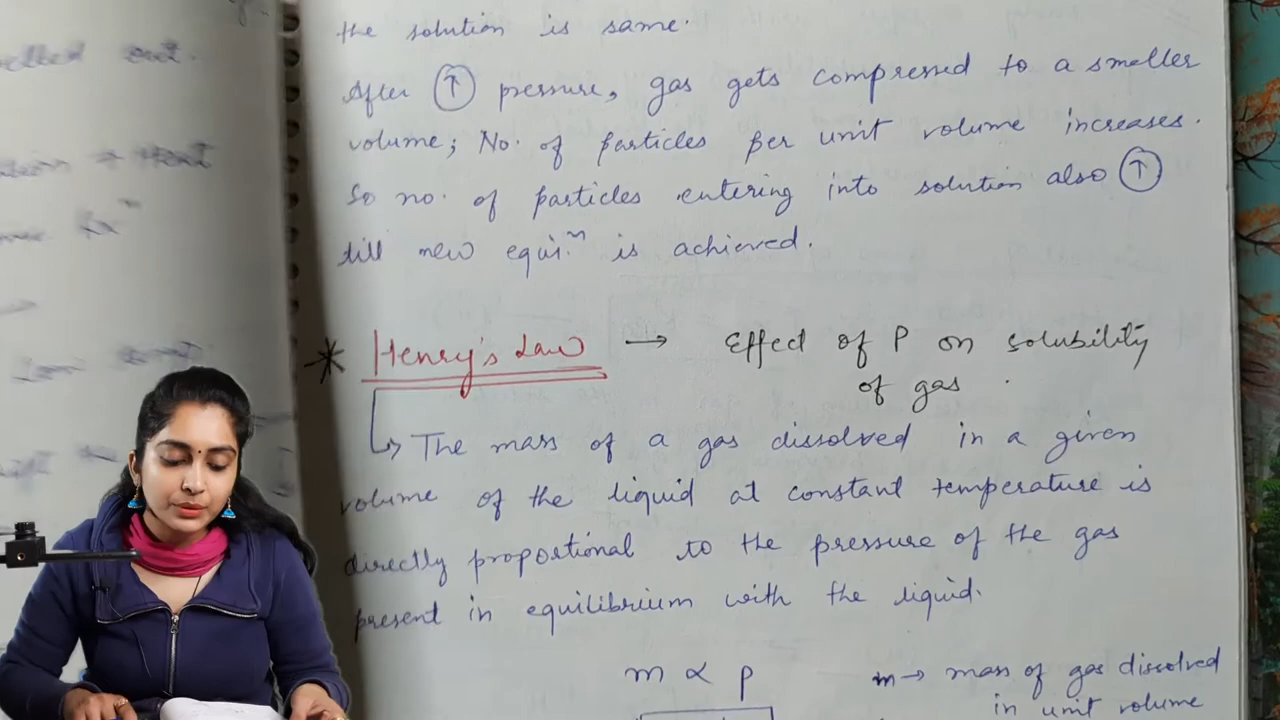 the solution is same.
After ↑ pressure, gas gets compressed to a smaller
volume; No. of particles per unit volume increases.
So no. of particles entering into solution also ↑
till new equi.m is achieved.
* Henry's Law → Effect of P on solubility
of gas.
↳ The mass of a gas dissolved in a given
volume of the liquid at constant temperature is
directly proportional to the pressure of the gas
present in equilibrium with the liquid.
m ∝ p m → mass of gas dissolved
in unit volume
out.